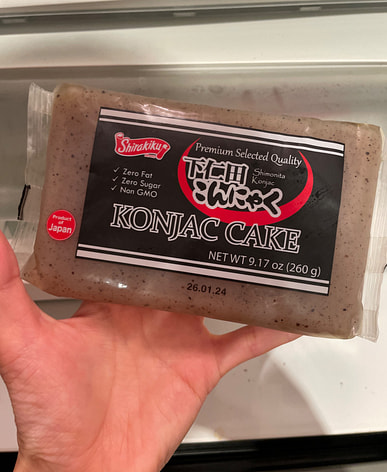 Shirakiku
Premium Selected Quality
✓ Zero Fat
✓ Zero Sugar
✓ Non GMO
下仁田
Shimonita
Konjac
こんにゃく
KONJAC CAKE
NET WT 9.17 oz (260 g)
Product of
Japan
26.01.24